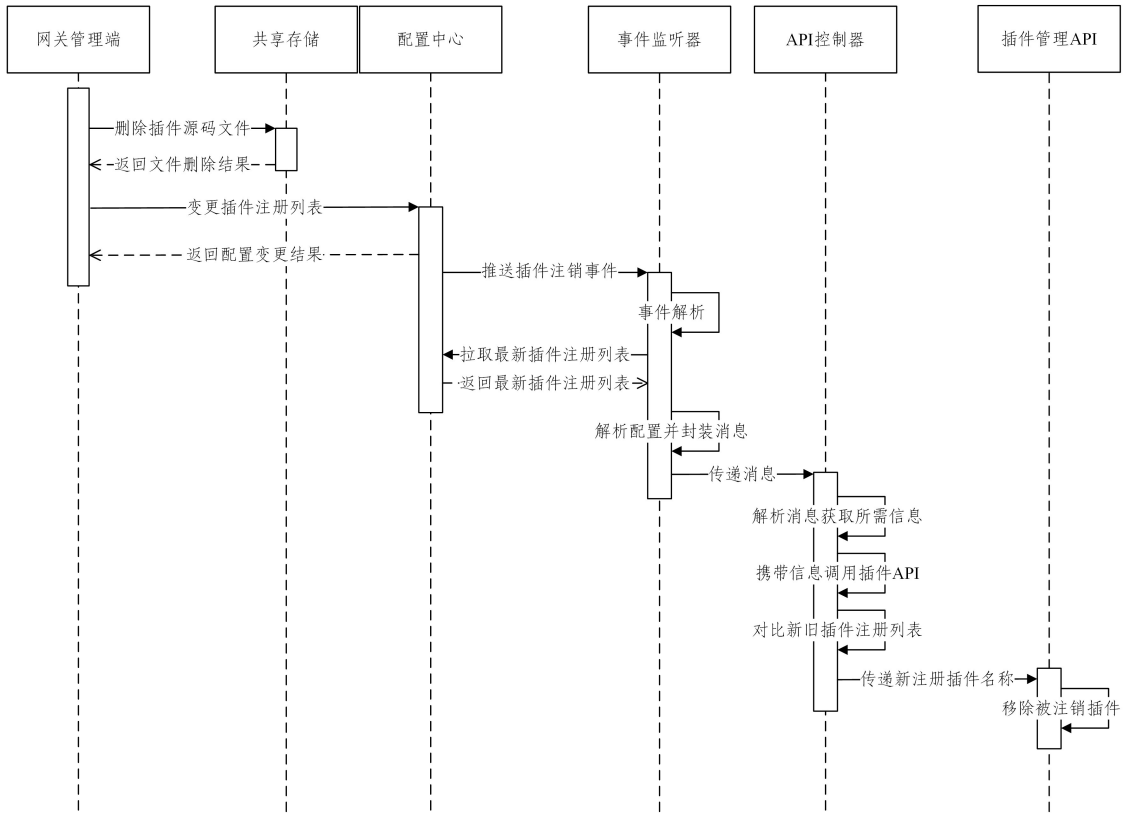 网关管理端
共享存储
配置中心
事件监听器
API控制器
插件管理API
删除插件源码文件
返回文件删除结果
变更插件注册列表
返回配置变更结果
推送插件注销事件
事件解析
拉取最新插件注册列表
返回最新插件注册列表
解析配置并封装消息
传递消息
解析消息获取所需信息
携带信息调用插件API
对比新旧插件注册列表
传递新注册插件名称
移除被注销插件